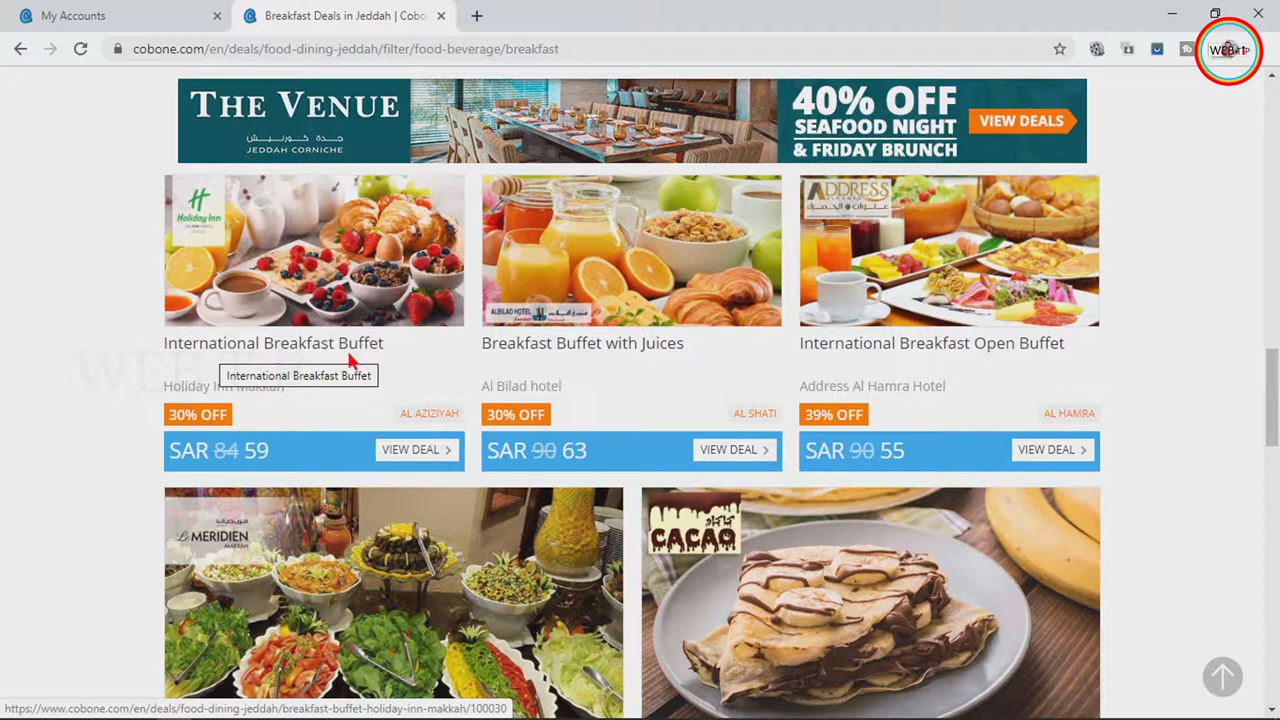 My Accounts
Breakfast Deals in Jeddah | Cobo
cobone.com/en/deals/food-dining-jeddah/filter/food-beverage/breakfast
WEB TIP
THE VENUE
جدة كورنيش
JEDDAH CORNICHE
40% OFF
SEAFOOD NIGHT
& FRIDAY BRUNCH
VIEW DEALS
Holiday Inn
ALBILAD HOTEL
ADDRESS
International Breakfast Buffet
Breakfast Buffet with Juices
International Breakfast Open Buffet
International Breakfast Buffet
Holiday Inn Makkah
Al Bilad hotel
Address Al Hamra Hotel
30% OFF
AL AZIZIYAH
30% OFF
AL SHATI
39% OFF
AL HAMRA
SAR 84 59
VIEW DEAL
SAR 90 63
VIEW DEAL
SAR 90 55
VIEW DEAL
LE MERIDIEN
MAKKAH
كاكاو
CACAO
https://www.cobone.com/en/deals/food-dining-jeddah/breakfast-buffet-holiday-inn-makkah/100030